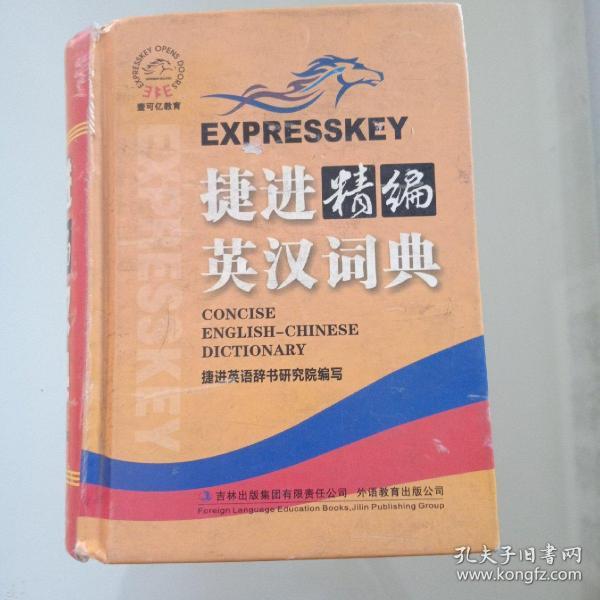 EXPRESSKEY OPENS DOORS
壹可亿教育
EXPRESSKEY
EXPRESSKEY
捷进精编
英汉词典
CONCISE
ENGLISH-CHINESE
DICTIONARY
捷进英语辞书研究院编写
吉林出版集团有限责任公司 外语教育出版公司
Foreign Language Education Books, Jilin Publishing Group
孔夫子旧书网
www.kongfz.com